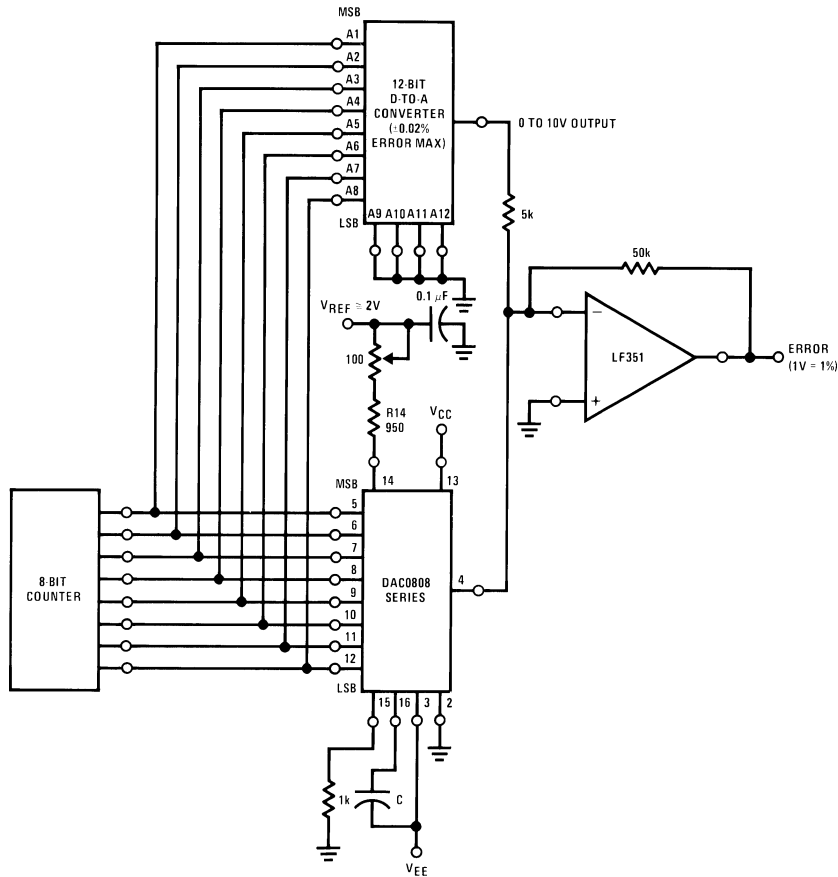 MSB
A1
A2
A3
A4
A5
A6
A7
A8
LSB
12-BIT
D-TO-A
CONVERTER
(±0.02%
ERROR MAX)
A9 A10 A11 A12
0 TO 10V OUTPUT
5k
50k
0.1 μF
VREF ≅ 2V
100
R14
950
VCC
LF351
−
+
ERROR
(1V = 1%)
MSB
14
13
5
6
7
8
9
10
11
12
LSB
8-BIT
COUNTER
DAC0808
SERIES
4
15
16
3
2
1k
C
VEE